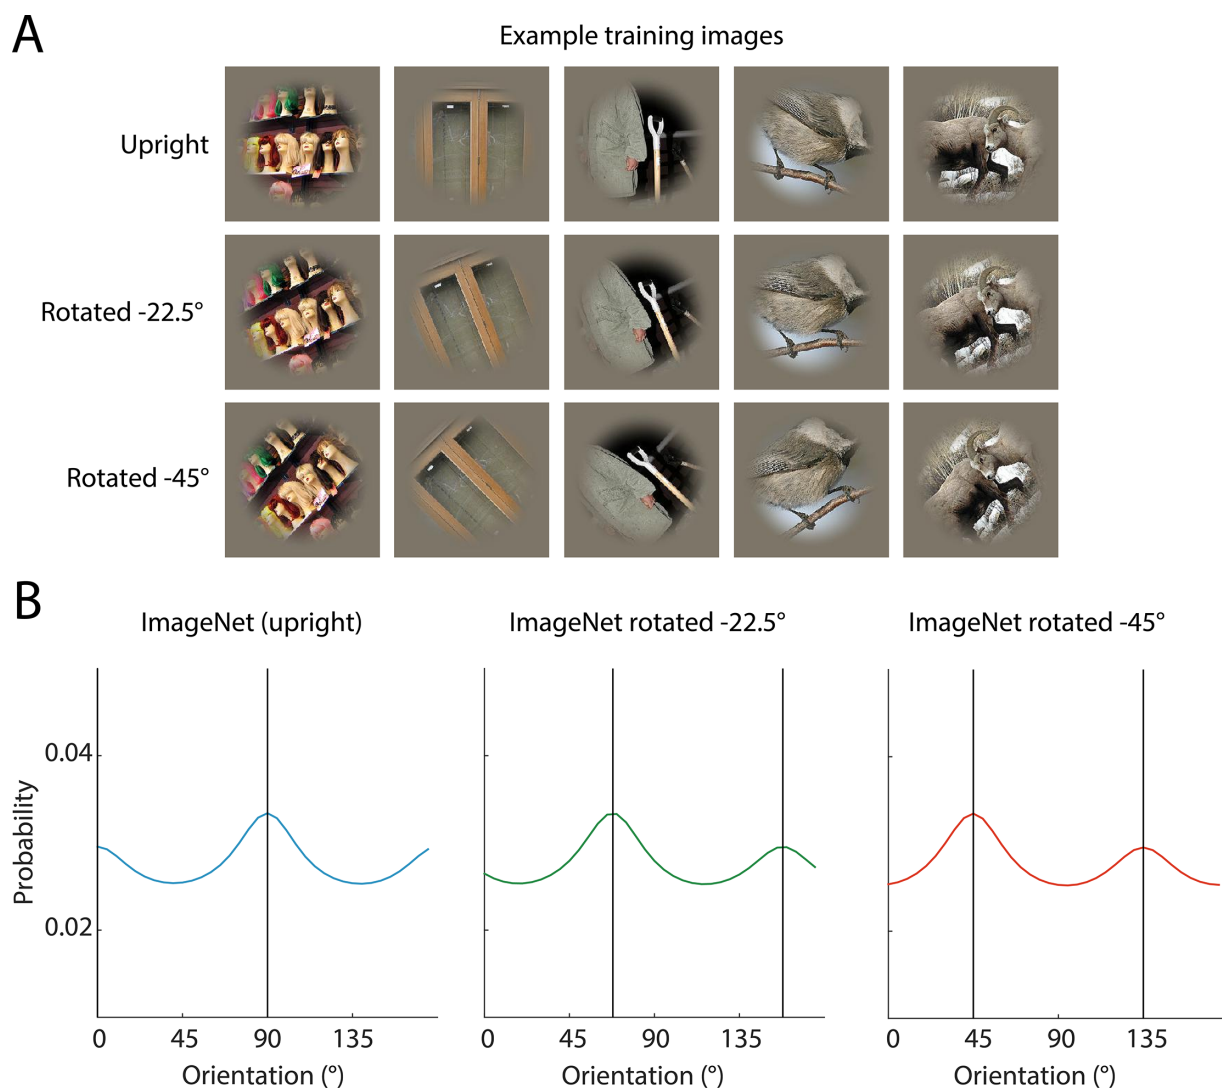 A
Example training images
Upright
Rotated -22.5°
Rotated -45°
B
ImageNet (upright)
ImageNet rotated -22.5°
ImageNet rotated -45°
Probability
0.04
0.02
0 45 90 135
0 45 90 135
0 45 90 135
Orientation (°)
Orientation (°)
Orientation (°)